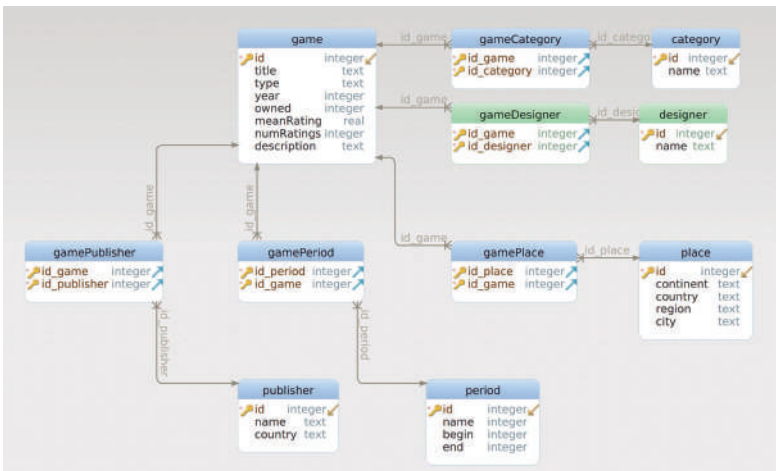 game
id integer
title text
type text
year integer
owned integer
meanRating real
numRatings integer
description text
id_game
gameCategory
id_game integer
id_category integer
id_catego
category
id integer
name text
id_game
gameDesigner
id_game integer
id_designer integer
id_desig
designer
id integer
name text
id_game
id_game
id_game
gamePublisher
id_game integer
id_publisher integer
gamePeriod
id_period integer
id_game integer
gamePlace
id_place integer
id_game integer
id_place
place
id integer
continent text
country text
region text
city text
id_publisher
id_period
publisher
id integer
name text
country text
period
id integer
name integer
begin integer
end integer